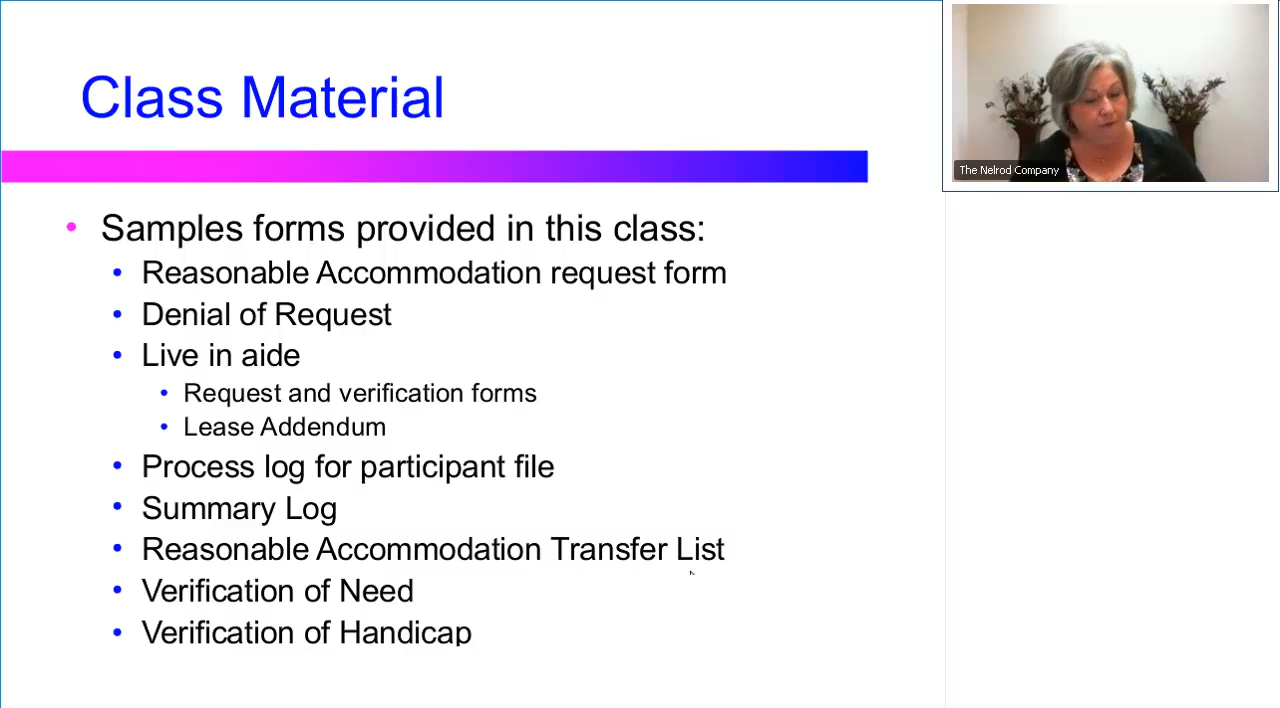 Class Material
The Nelrod Company
• Samples forms provided in this class:
• Reasonable Accommodation request form
• Denial of Request
• Live in aide
• Request and verification forms
• Lease Addendum
• Process log for participant file
• Summary Log
• Reasonable Accommodation Transfer List
• Verification of Need
• Verification of Handicap